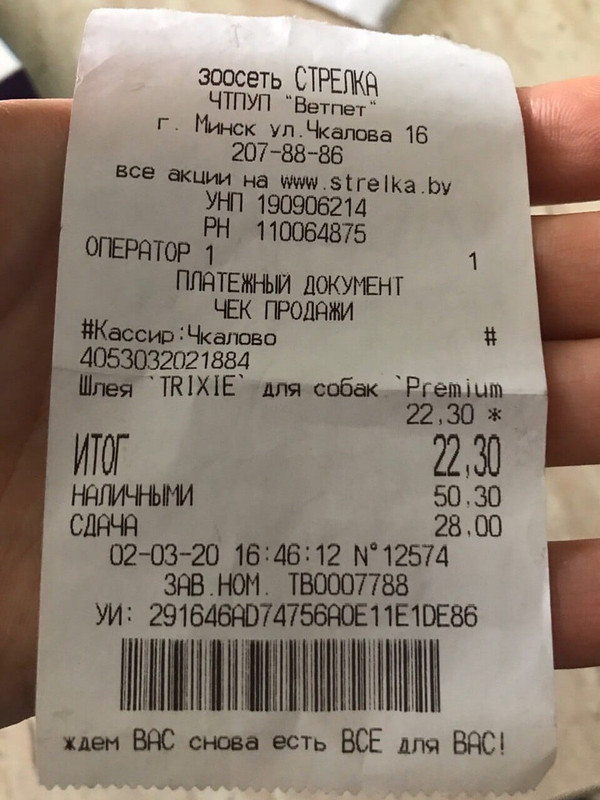 зоосеть СТРЕЛКА
ЧТПУП "Ветпет"
г. Минск ул.Чкалова 16
207-88-86
все акции на www.strelka.by
УНП 190906214
РН 110064875
ОПЕРАТОР 1 1
ПЛАТЕЖНЫЙ ДОКУМЕНТ
ЧЕК ПРОДАЖИ
#Кассир:Чкалово #
4053032021884
Шлея `TRIXIE` для собак `Premium
22,30 *
ИТОГ 22,30
НАЛИЧНЫМИ 50,30
СДАЧА 28,00
02-03-20 16:46:12 N°12574
ЗАВ.НОМ. ТВ0007788
УИ: 291646AD74756A0E11E1DE86
ждем ВАС снова есть ВСЕ для ВАС!